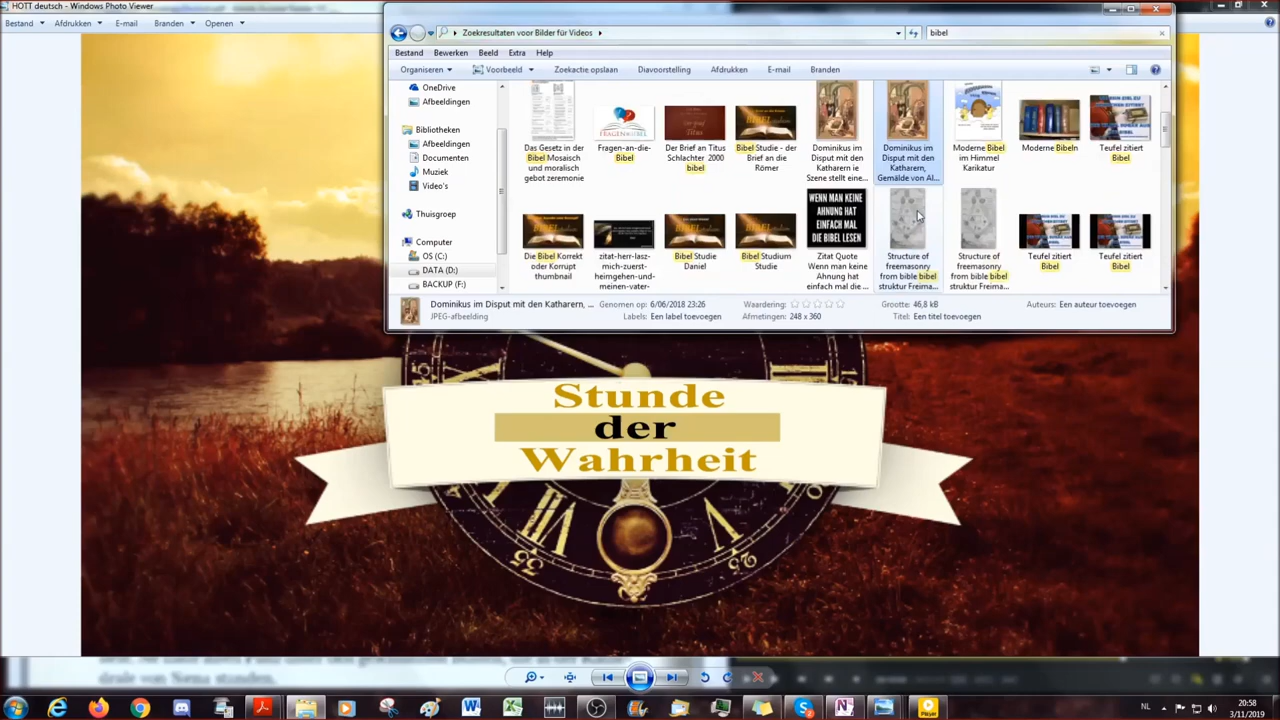 HOTT deutsch - Windows Photo Viewer
Bestand Afdrukken E-mail Branden Openen
Zoekresultaten voor Bilder für Videos
bibel
Bestand Bewerken Beeld Extra Help
Organiseren Voorbeeld Zoekactie opslaan Diavoorstelling Afdrukken E-mail Branden
OneDrive
Afbeeldingen
Bibliotheken
Afbeeldingen
Documenten
Muziek
Video's
Thuisgroep
Computer
OS (C:)
DATA (D:)
BACKUP (F:)
Das Gesetz in der
Bibel Mosaisch
und moralisch
gebot zeremonie
Fragen-an-die-
Bibel
Der Brief an Titus
Schlachter 2000
bibel
Bibel Studie - der
Brief an die
Römer
Dominikus im
Disput mit den
Katharern ie
Szene stellt eine...
Dominikus im
Disput mit den
Katharern,
Gemälde von Al...
Moderne Bibel
im Himmel
Karikatur
Moderne Bibeln
Teufel zitiert
Bibel
WENN MAN KEINE
AHNUNG HAT
EINFACH MAL
DIE BIBEL LESEN
Die Bibel Korrekt
oder Korrupt
thumbnail
zitat-herr-lasz-
mich-zuerst-
heimgehen-und-
meinen-vater-
Bibel Studie
Daniel
Bibel Studium
Studie
Zitat Quote
Wenn man keine
Ahnung hat
einfach mal die...
Structure of
freemasonry
from bible bibel
struktur Freima...
Structure of
freemasonry
from bible bibel
struktur Freima...
Teufel zitiert
Bibel
Teufel zitiert
Bibel
Dominikus im Disput mit den Katharern, ... Genomen op: 6/06/2018 23:26 Waardering: Grootte: 46,8 kB Auteurs: Een auteur toevoegen
JPEG-afbeelding Labels: Een label toevoegen Afmetingen: 248 x 360 Titel: Een titel toevoegen
Stunde
der
Wahrheit
drale von Siena stunden.
NL 20:58
3/11/2019
Player